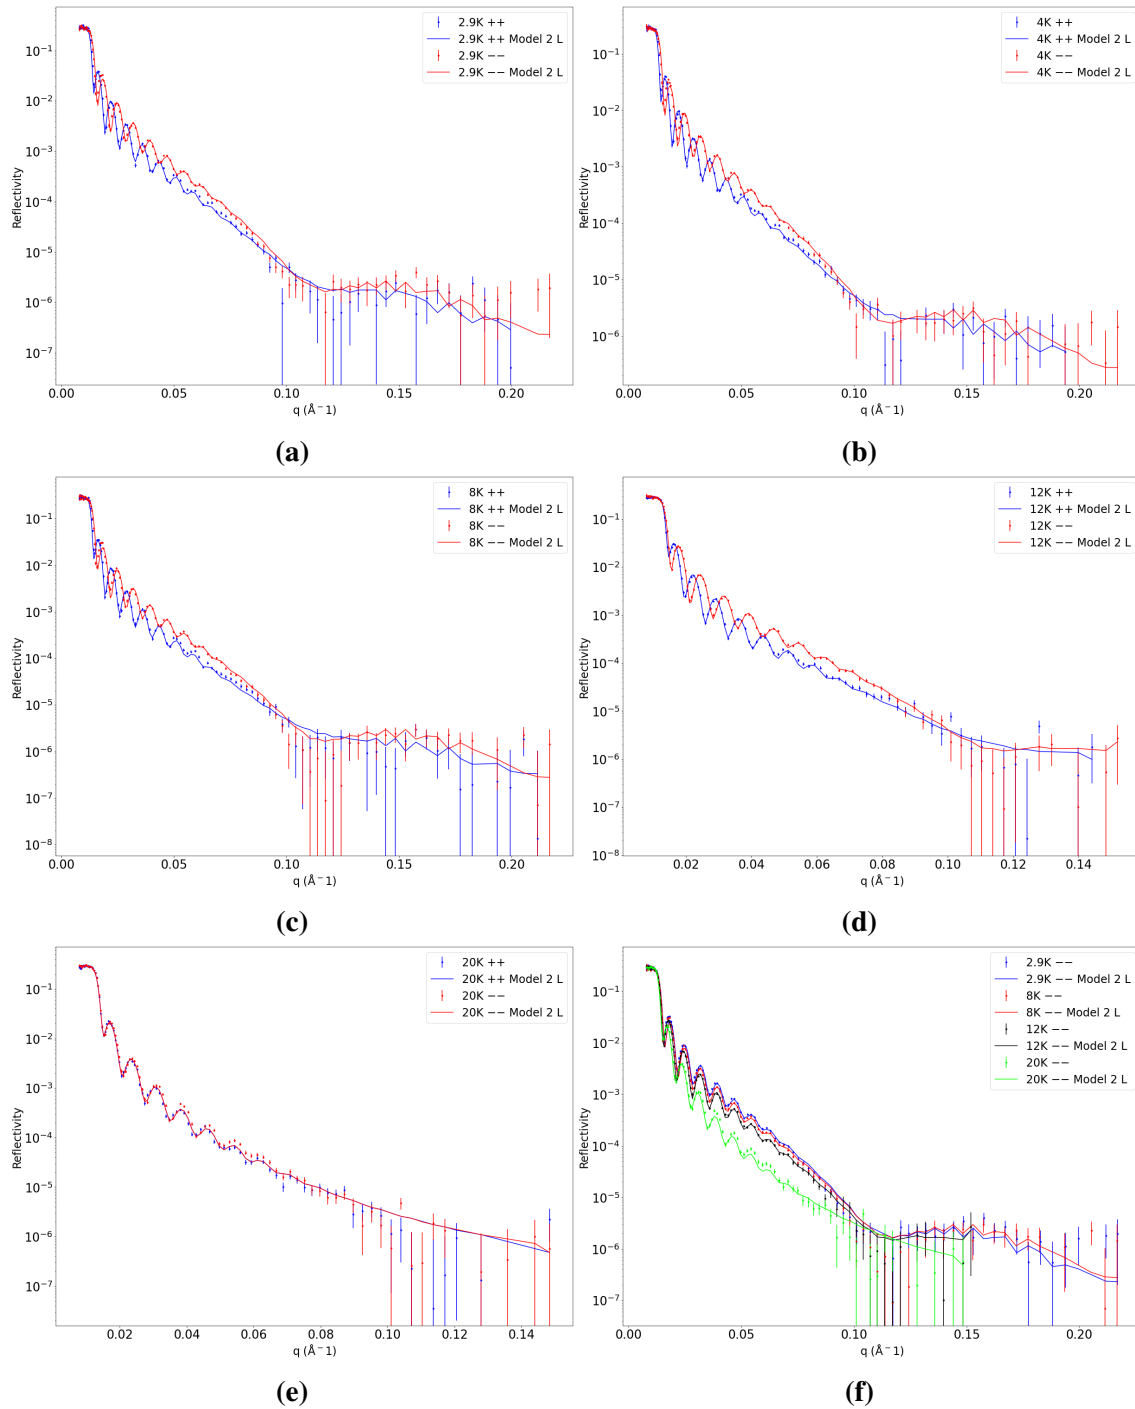 2.9K ++
2.9K ++ Model 2 L
2.9K −−
2.9K −− Model 2 L
Reflectivity
10⁻¹
10⁻²
10⁻³
10⁻⁴
10⁻⁵
10⁻⁶
10⁻⁷
0.00 0.05 0.10 0.15 0.20
q (Å⁻1)
(a)
4K ++
4K ++ Model 2 L
4K −−
4K −− Model 2 L
Reflectivity
10⁻¹
10⁻²
10⁻³
10⁻⁴
10⁻⁵
10⁻⁶
0.00 0.05 0.10 0.15 0.20
q (Å⁻1)
(b)
8K ++
8K ++ Model 2 L
8K −−
8K −− Model 2 L
Reflectivity
10⁻¹
10⁻²
10⁻³
10⁻⁴
10⁻⁵
10⁻⁶
10⁻⁷
10⁻⁸
0.00 0.05 0.10 0.15 0.20
q (Å⁻1)
(c)
12K ++
12K ++ Model 2 L
12K −−
12K −− Model 2 L
Reflectivity
10⁻¹
10⁻²
10⁻³
10⁻⁴
10⁻⁵
10⁻⁶
10⁻⁷
10⁻⁸
0.02 0.04 0.06 0.08 0.10 0.12 0.14
q (Å⁻1)
(d)
20K ++
20K ++ Model 2 L
20K −−
20K −− Model 2 L
Reflectivity
10⁻¹
10⁻²
10⁻³
10⁻⁴
10⁻⁵
10⁻⁶
10⁻⁷
0.02 0.04 0.06 0.08 0.10 0.12 0.14
q (Å⁻1)
(e)
2.9K −−
2.9K −− Model 2 L
8K −−
8K −− Model 2 L
12K −−
12K −− Model 2 L
20K −−
20K −− Model 2 L
Reflectivity
10⁻¹
10⁻²
10⁻³
10⁻⁴
10⁻⁵
10⁻⁶
10⁻⁷
0.00 0.05 0.10 0.15 0.20
q (Å⁻1)
(f)